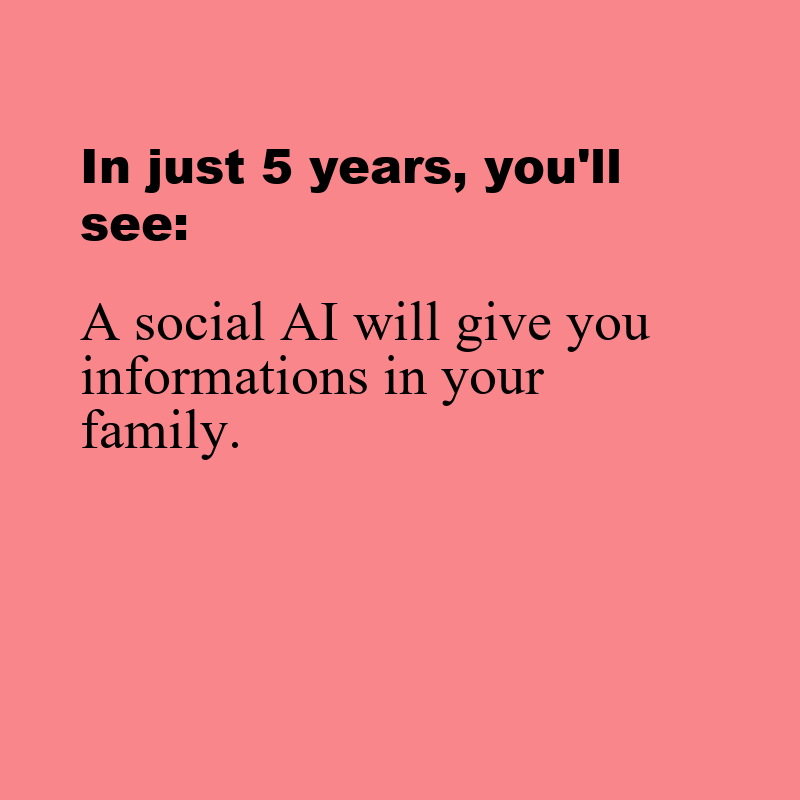 In just 5 years, you'll
see:
A social AI will give you
informations in your
family.